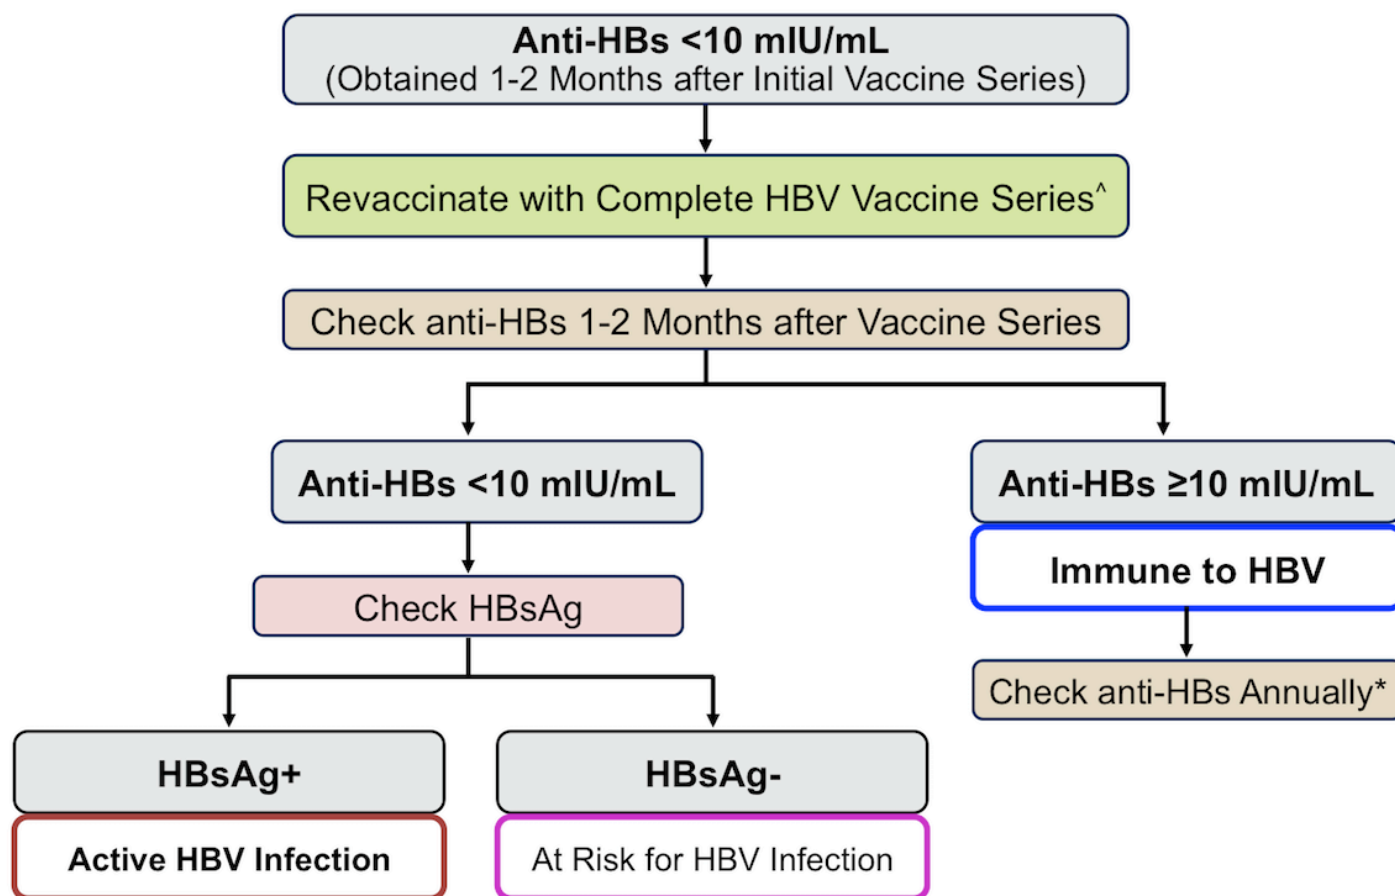 Anti-HBs <10 mIU/mL
(Obtained 1-2 Months after Initial Vaccine Series)
Revaccinate with Complete HBV Vaccine Series^
Check anti-HBs 1-2 Months after Vaccine Series
Anti-HBs <10 mIU/mL
Anti-HBs ≥10 mIU/mL
Immune to HBV
Check HBsAg
Check anti-HBs Annually*
HBsAg+
HBsAg-
Active HBV Infection
At Risk for HBV Infection